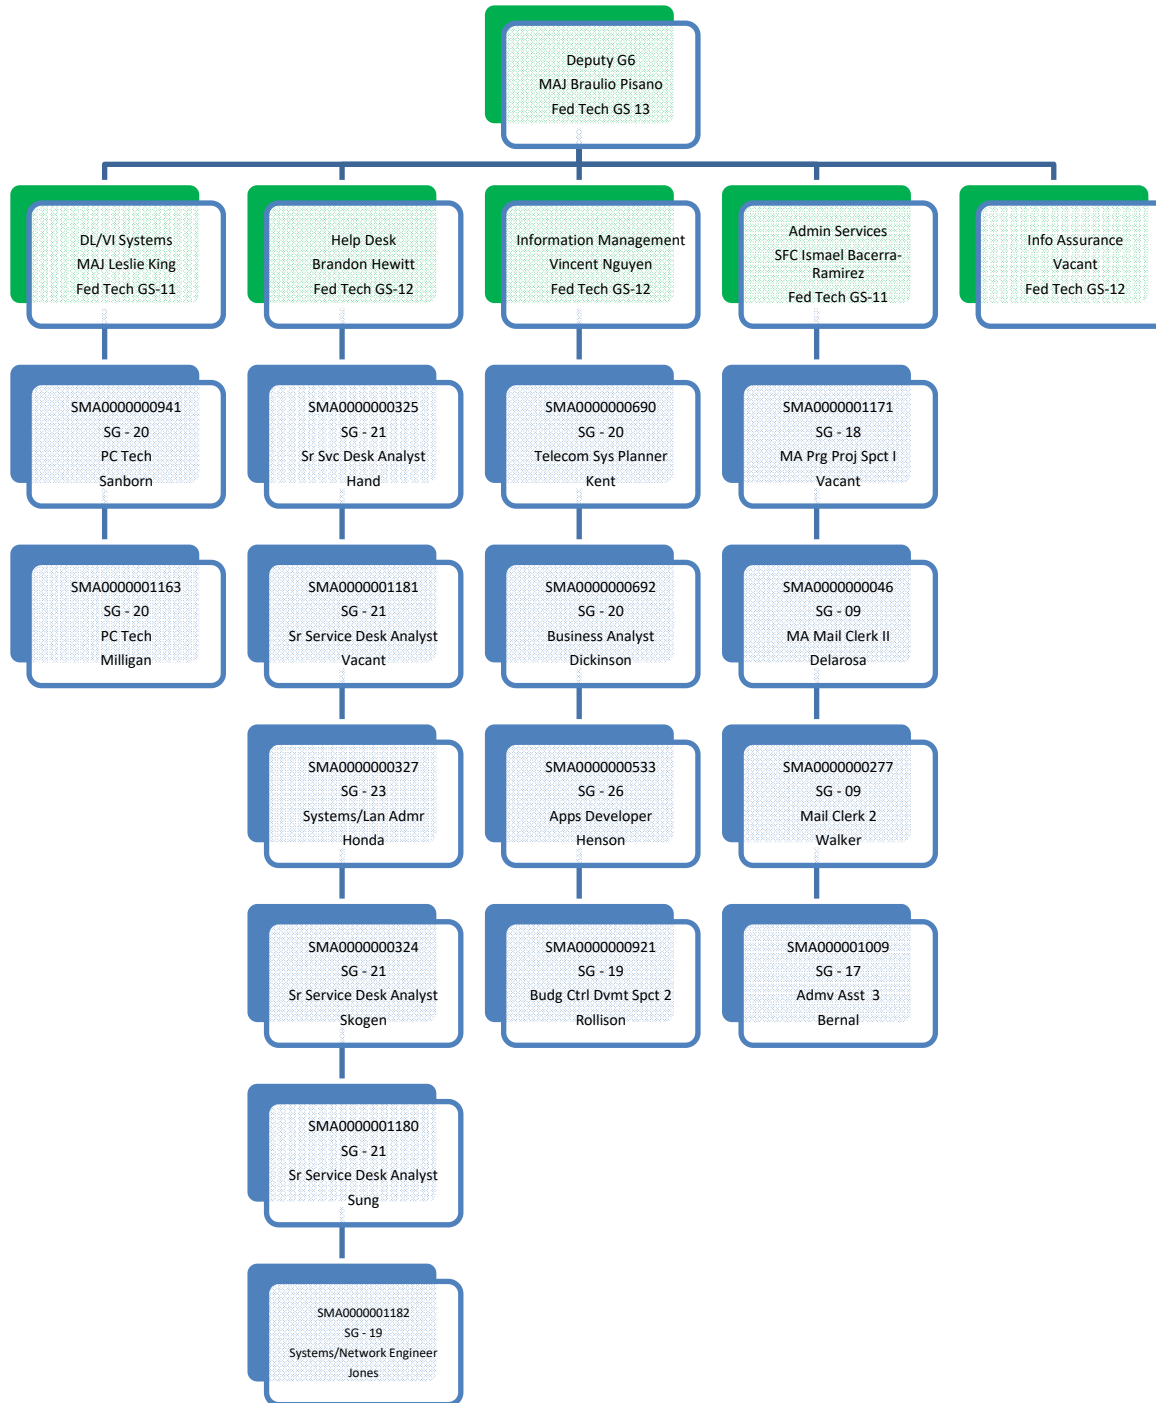 Deputy G6
MAJ Braulio Pisano
Fed Tech GS 13
DL/VI Systems
MAJ Leslie King
Fed Tech GS-11
Help Desk
Brandon Hewitt
Fed Tech GS-12
Information Management
Vincent Nguyen
Fed Tech GS-12
Admin Services
SFC Ismael Bacerra-
Ramirez
Fed Tech GS-11
Info Assurance
Vacant
Fed Tech GS-12
SMA0000000941
SG - 20
PC Tech
Sanborn
SMA0000000325
SG - 21
Sr Svc Desk Analyst
Hand
SMA0000000690
SG - 20
Telecom Sys Planner
Kent
SMA0000001171
SG - 18
MA Prg Proj Spct I
Vacant
SMA0000001163
SG - 20
PC Tech
Milligan
SMA0000001181
SG - 21
Sr Service Desk Analyst
Vacant
SMA0000000692
SG - 20
Business Analyst
Dickinson
SMA0000000046
SG - 09
MA Mail Clerk II
Delarosa
SMA0000000327
SG - 23
Systems/Lan Admr
Honda
SMA0000000533
SG - 26
Apps Developer
Henson
SMA0000000277
SG - 09
Mail Clerk 2
Walker
SMA0000000324
SG - 21
Sr Service Desk Analyst
Skogen
SMA0000000921
SG - 19
Budg Ctrl Dvmt Spct 2
Rollison
SMA000001009
SG - 17
Admv Asst  3
Bernal
SMA0000001180
SG - 21
Sr Service Desk Analyst
Sung
SMA0000001182
SG - 19
Systems/Network Engineer
Jones